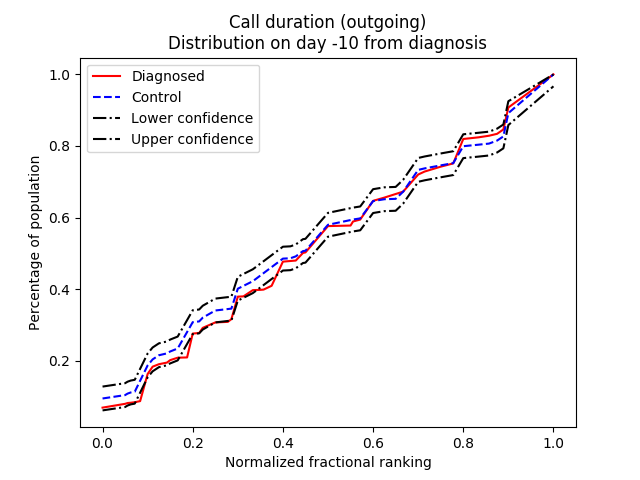 Call duration (outgoing)
Distribution on day -10 from diagnosis
Diagnosed
Control
Lower confidence
Upper confidence
Percentage of population
1.0
0.8
0.6
0.4
0.2
0.0 0.2 0.4 0.6 0.8 1.0
Normalized fractional ranking